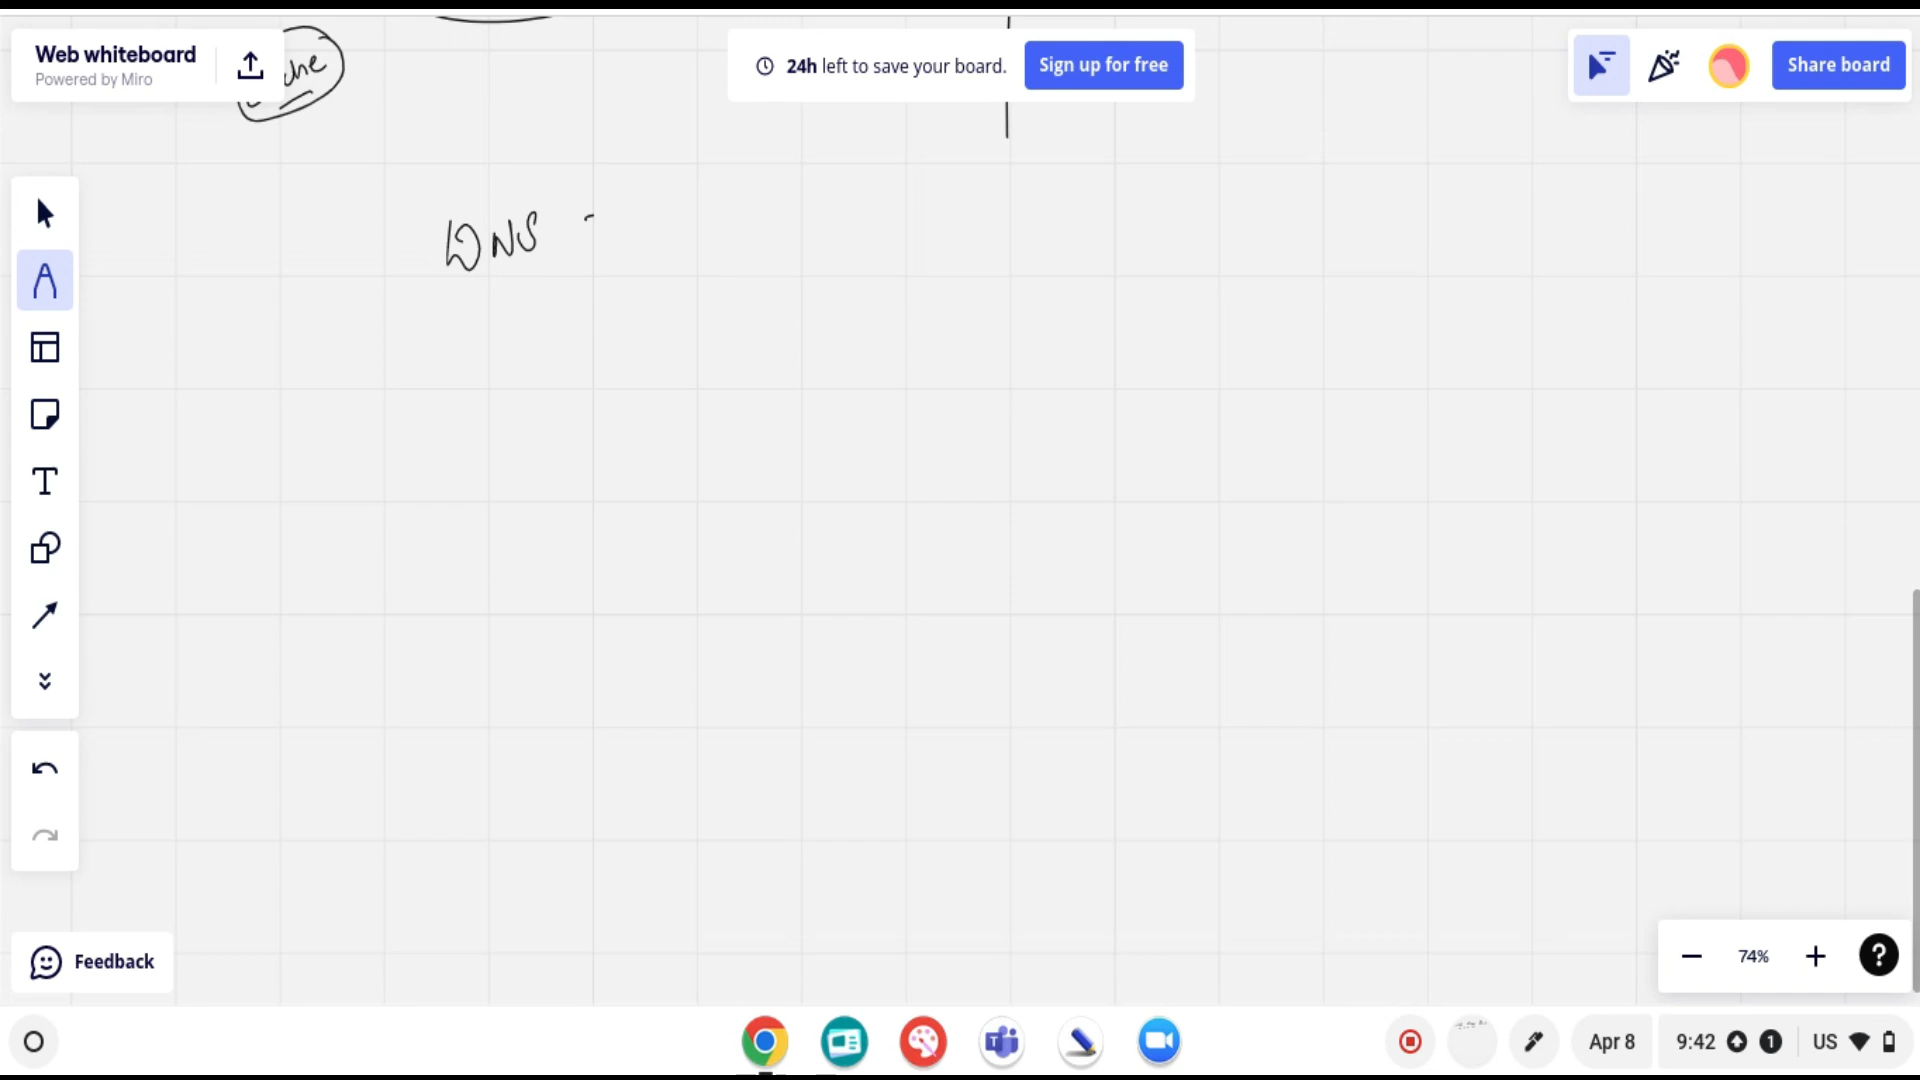 Web whiteboard
Powered by Miro
24h left to save your board.
Sign up for free
Share board
DNS
T
Feedback
74%
?
Apr 8
9:42
1
US